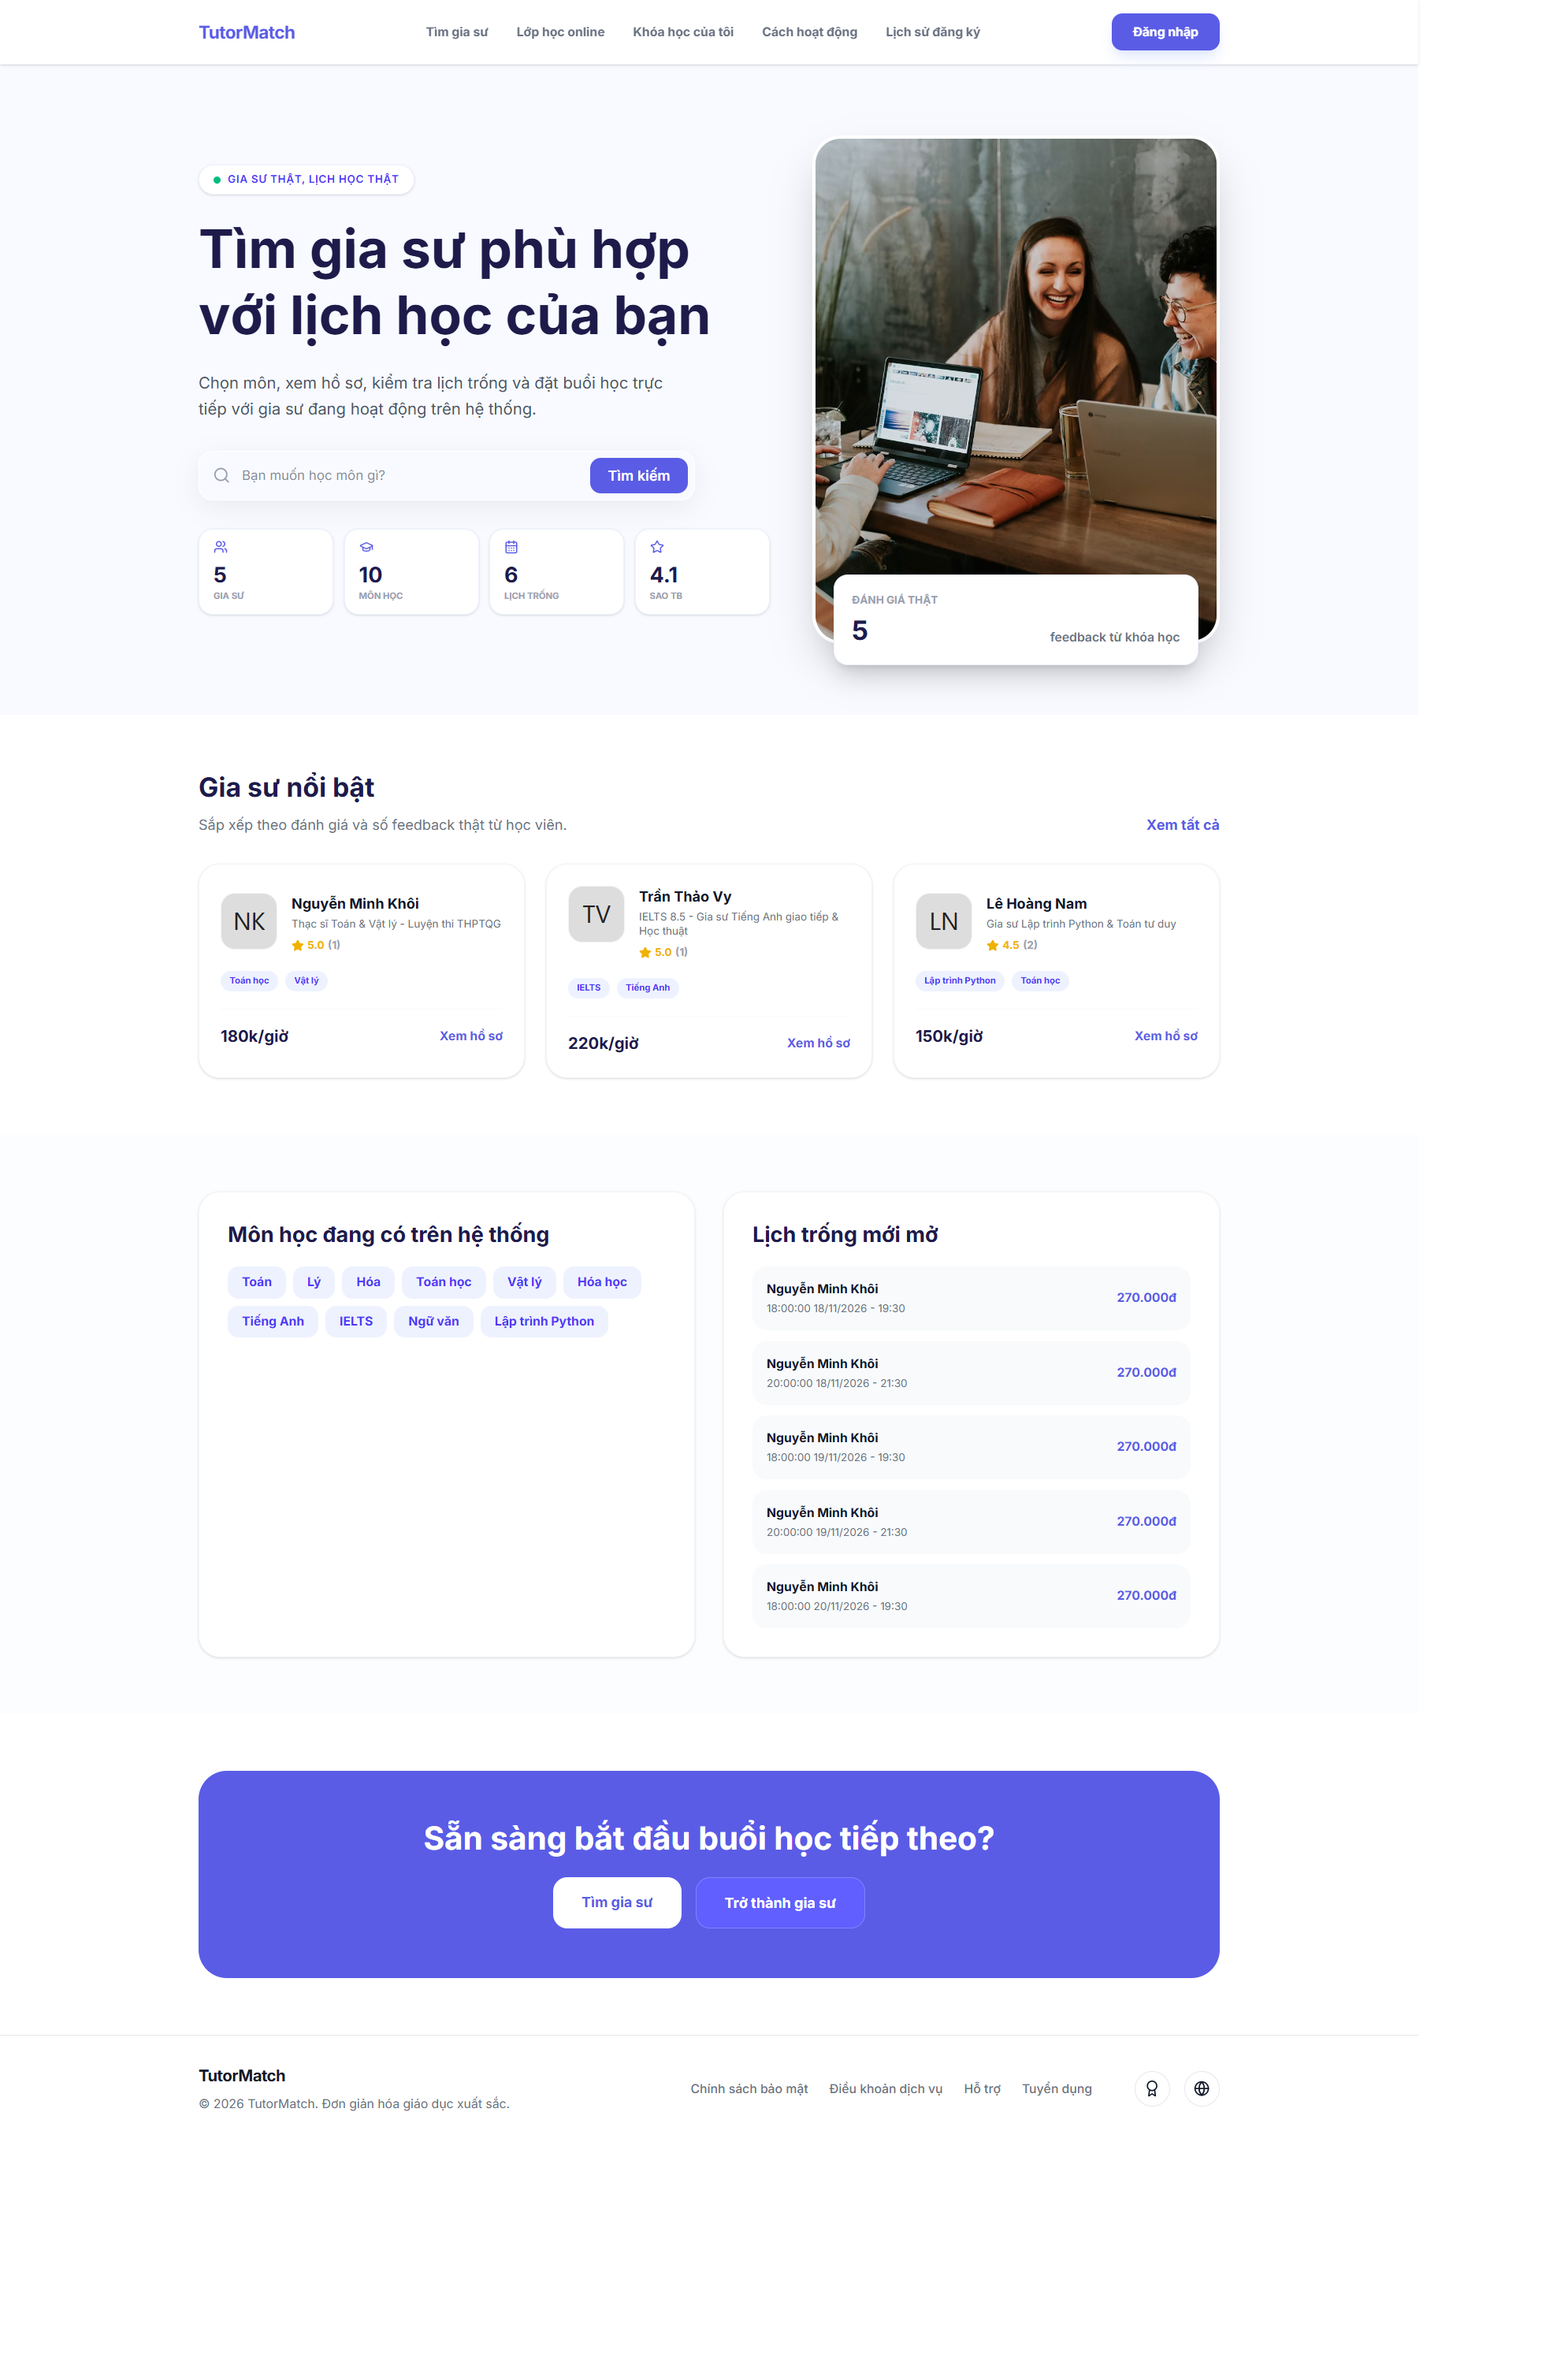 TutorMatch
Tìm gia sư
Lớp học online
Khóa học của tôi
Cách hoạt động
Lịch sử đăng ký
Đăng nhập
GIA SƯ THẬT, LỊCH HỌC THẬT
Tìm gia sư phù hợp
với lịch học của bạn
Chọn môn, xem hồ sơ, kiểm tra lịch trống và đặt buổi học trực
tiếp với gia sư đang hoạt động trên hệ thống.
Bạn muốn học môn gì?
Tìm kiếm
5
GIA SƯ
10
MÔN HỌC
6
LỊCH TRỐNG
4.1
SAO TB
ĐÁNH GIÁ THẬT
5
feedback từ khóa học
Gia sư nổi bật
Sắp xếp theo đánh giá và số feedback thật từ học viên.
Xem tất cả
NK
Nguyễn Minh Khôi
Thạc sĩ Toán & Vật lý - Luyện thi THPTQG
5.0 (1)
Toán học
Vật lý
180k/giờ
Xem hồ sơ
TV
Trần Thảo Vy
IELTS 8.5 - Gia sư Tiếng Anh giao tiếp &
Học thuật
5.0 (1)
IELTS
Tiếng Anh
220k/giờ
Xem hồ sơ
LN
Lê Hoàng Nam
Gia sư Lập trình Python & Toán tư duy
4.5 (2)
Lập trình Python
Toán học
150k/giờ
Xem hồ sơ
Môn học đang có trên hệ thống
Toán
Lý
Hóa
Toán học
Vật lý
Hóa học
Tiếng Anh
IELTS
Ngữ văn
Lập trình Python
Lịch trống mới mở
Nguyễn Minh Khôi
18:00:00 18/11/2026 - 19:30
270.000đ
Nguyễn Minh Khôi
20:00:00 18/11/2026 - 21:30
270.000đ
Nguyễn Minh Khôi
18:00:00 19/11/2026 - 19:30
270.000đ
Nguyễn Minh Khôi
20:00:00 19/11/2026 - 21:30
270.000đ
Nguyễn Minh Khôi
18:00:00 20/11/2026 - 19:30
270.000đ
Sẵn sàng bắt đầu buổi học tiếp theo?
Tìm gia sư
Trở thành gia sư
TutorMatch
© 2026 TutorMatch. Đơn giản hóa giáo dục xuất sắc.
Chính sách bảo mật
Điều khoản dịch vụ
Hỗ trợ
Tuyển dụng